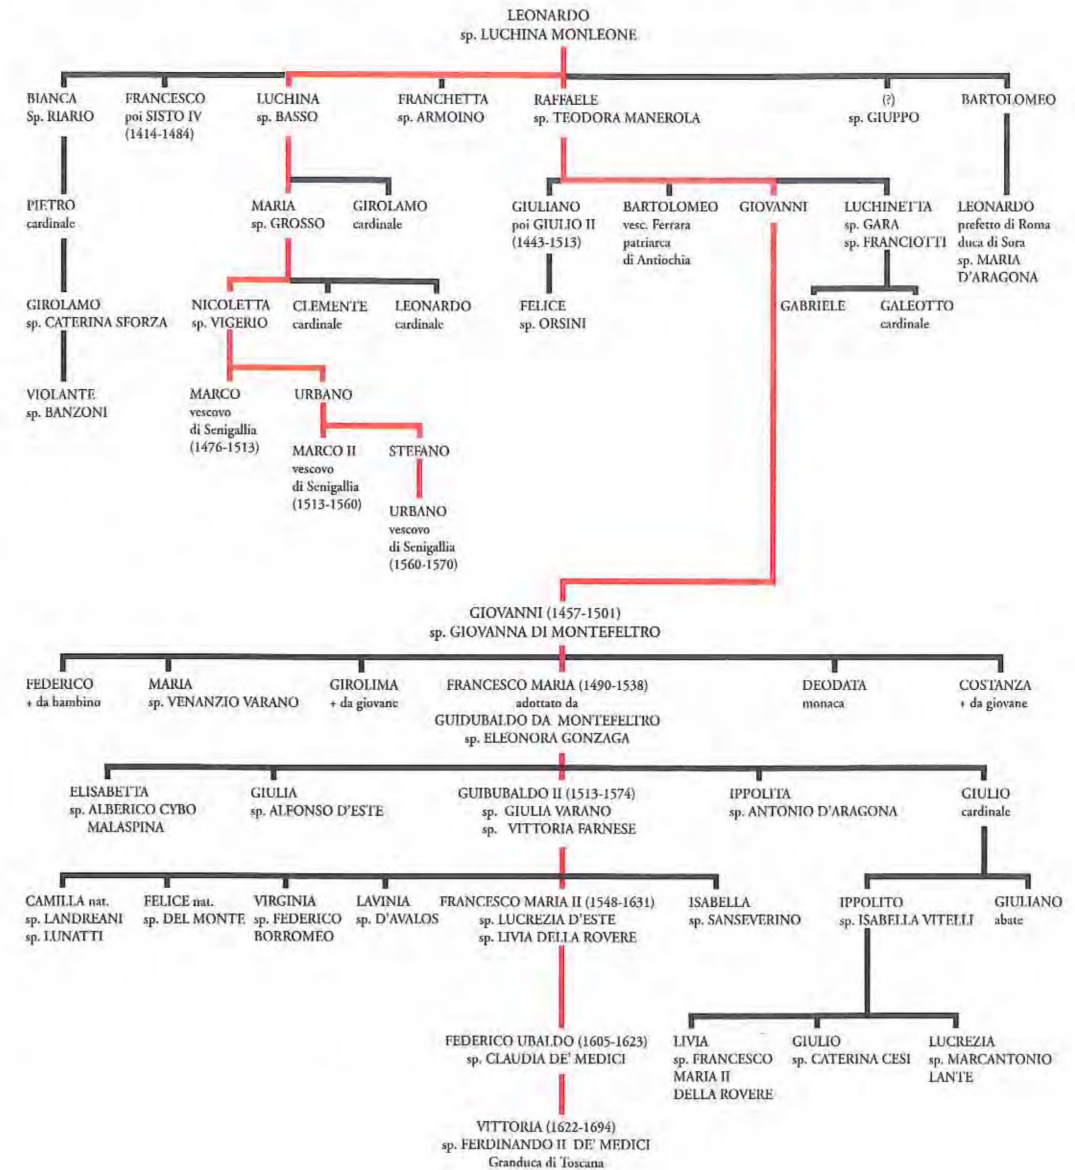 LEONARDO
sp. LUCHINA MONLEONE
BIANCA
Sp. RIARIO
FRANCESCO
poi SISTO IV
(1414-1484)
LUCHINA
sp. BASSO
FRANCHETTA
sp. ARMOINO
RAFFAELE
sp. TEODORA MANEROLA
(?)
sp. GIUPPO
BARTOLOMEO
PIETRO
cardinale
MARIA
sp. GROSSO
GIROLAMO
cardinale
GIULIANO
poi GIULIO II
(1443-1513)
BARTOLOMEO
vesc. Ferrara
patriarca
di Antiochia
GIOVANNI
LUCHINETTA
sp. GARA
sp. FRANCIOTTI
LEONARDO
prefetto di Roma
duca di Sora
sp. MARIA
D'ARAGONA
GIROLAMO
sp. CATERINA SFORZA
NICOLETTA
sp. VIGERIO
CLEMENTE
cardinale
LEONARDO
cardinale
FELICE
sp. ORSINI
GABRIELE
GALEOTTO
cardinale
VIOLANTE
sp. BANZONI
MARCO
vescovo
di Senigallia
(1476-1513)
URBANO
MARCO II
vescovo
di Senigallia
(1513-1560)
STEFANO
URBANO
vescovo
di Senigallia
(1560-1570)
GIOVANNI (1457-1501)
sp. GIOVANNA DI MONTEFELTRO
FEDERICO
+ da bambino
MARIA
sp. VENANZIO VARANO
GIROLIMA
+ da giovane
FRANCESCO MARIA (1490-1538)
adottato da
GUIDUBALDO DA MONTEFELTRO
sp. ELEONORA GONZAGA
DEODATA
monaca
COSTANZA
+ da giovane
ELISABETTA
sp. ALBERICO CYBO
MALASPINA
GIULIA
sp. ALFONSO D'ESTE
GUIBUBALDO II (1513-1574)
sp. GIULIA VARANO
sp. VITTORIA FARNESE
IPPOLITA
sp. ANTONIO D'ARAGONA
GIULIO
cardinale
CAMILLA nat.
sp. LANDREANI
sp. LUNATTI
FELICE nat.
sp. DEL MONTE
VIRGINIA
sp. FEDERICO
BORROMEO
LAVINIA
sp. D'AVALOS
FRANCESCO MARIA II (1548-1631)
sp. LUCREZIA D'ESTE
sp. LIVIA DELLA ROVERE
ISABELLA
sp. SANSEVERINO
IPPOLITO
sp. ISABELLA VITELLI
GIULIANO
abate
FEDERICO UBALDO (1605-1623)
sp. CLAUDIA DE' MEDICI
LIVIA
sp. FRANCESCO
MARIA II
DELLA ROVERE
GIULIO
sp. CATERINA CESI
LUCREZIA
sp. MARCANTONIO
LANTE
VITTORIA (1622-1694)
sp. FERDINANDO II DE' MEDICI
Granduca di Toscana